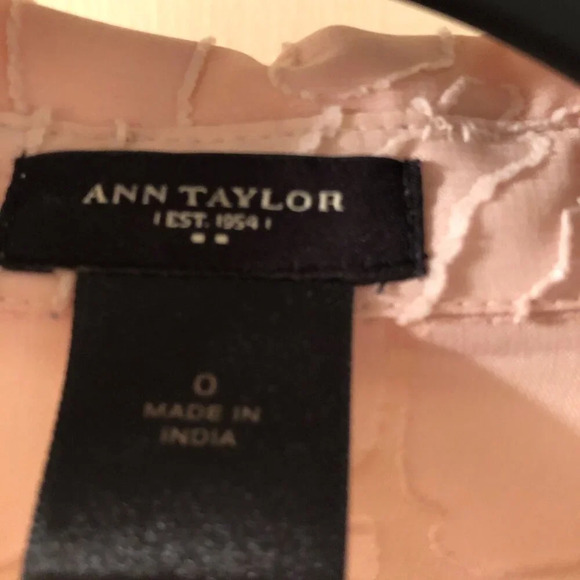 ANN TAYLOR
EST. 1954
0
MADE IN
INDIA